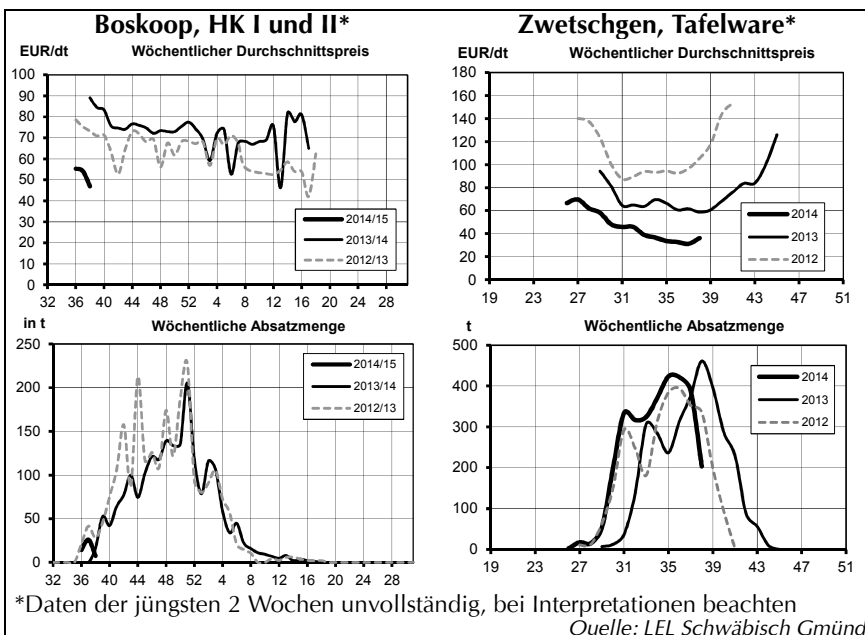 Boskoop, HK I und II*
EUR/dt
Wöchentlicher Durchschnittspreis
100
90
80
70
60
50
40
30
20
10
0
2014/15
2013/14
2012/13
32 36 40 44 48 52 4 8 12 16 20 24 28
in t
Wöchentliche Absatzmenge
250
200
150
100
50
0
2014/15
2013/14
2012/13
32 36 40 44 48 52 4 8 12 16 20 24 28
Zwetschgen, Tafelware*
EUR/dt
Wöchentlicher Durchschnittspreis
180
160
140
120
100
80
60
40
20
0
2014
2013
2012
19 23 27 31 35 39 43 47 51
t
Wöchentliche Absatzmenge
500
400
300
200
100
0
2014
2013
2012
19 23 27 31 35 39 43 47 51
*Daten der jüngsten 2 Wochen unvollständig, bei Interpretationen beachten
Quelle: LEL Schwäbisch Gmünd